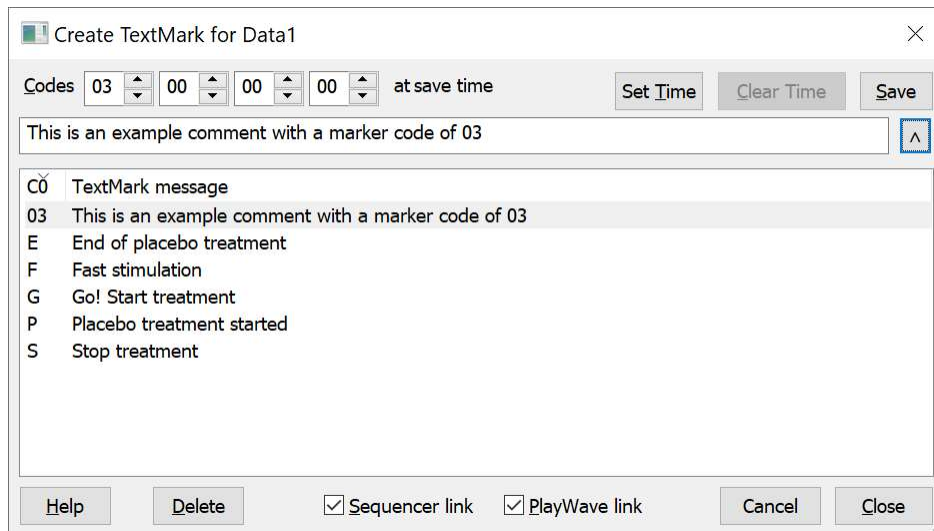 Create TextMark for Data1
Codes 03 00 00 00 at save time Set Time Clear Time Save
This is an example comment with a marker code of 03 ^
C0 TextMark message
03 This is an example comment with a marker code of 03
E End of placebo treatment
F Fast stimulation
G Go! Start treatment
P Placebo treatment started
S Stop treatment
Help Delete Sequencer link PlayWave link Cancel Close